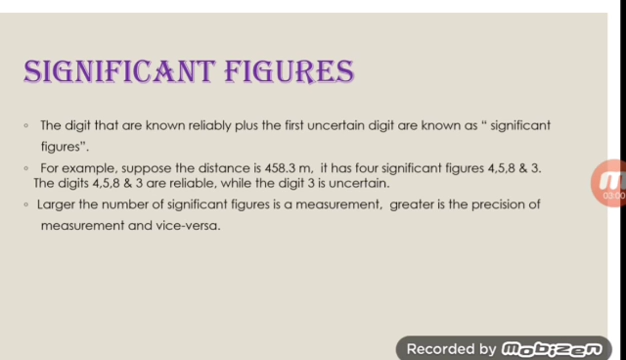 SIGNIFICANT FIGURES
The digit that are known reliably plus the first uncertain digit are known as “ significant
figures”.
For example, suppose the distance is 458.3 m, it has four significant figures 4,5,8 & 3.
The digits 4,5,8 & 3 are reliable, while the digit 3 is uncertain.
Larger the number of significant figures is a measurement, greater is the precision of
measurement and vice-versa.
03:00
Recorded by Mobizen